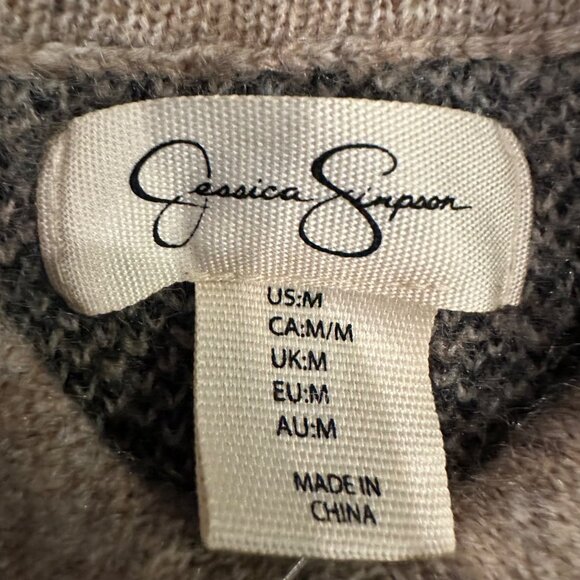 Jessica Simpson
US:M
CA:M/M
UK:M
EU:M
AU:M
MADE IN
CHINA